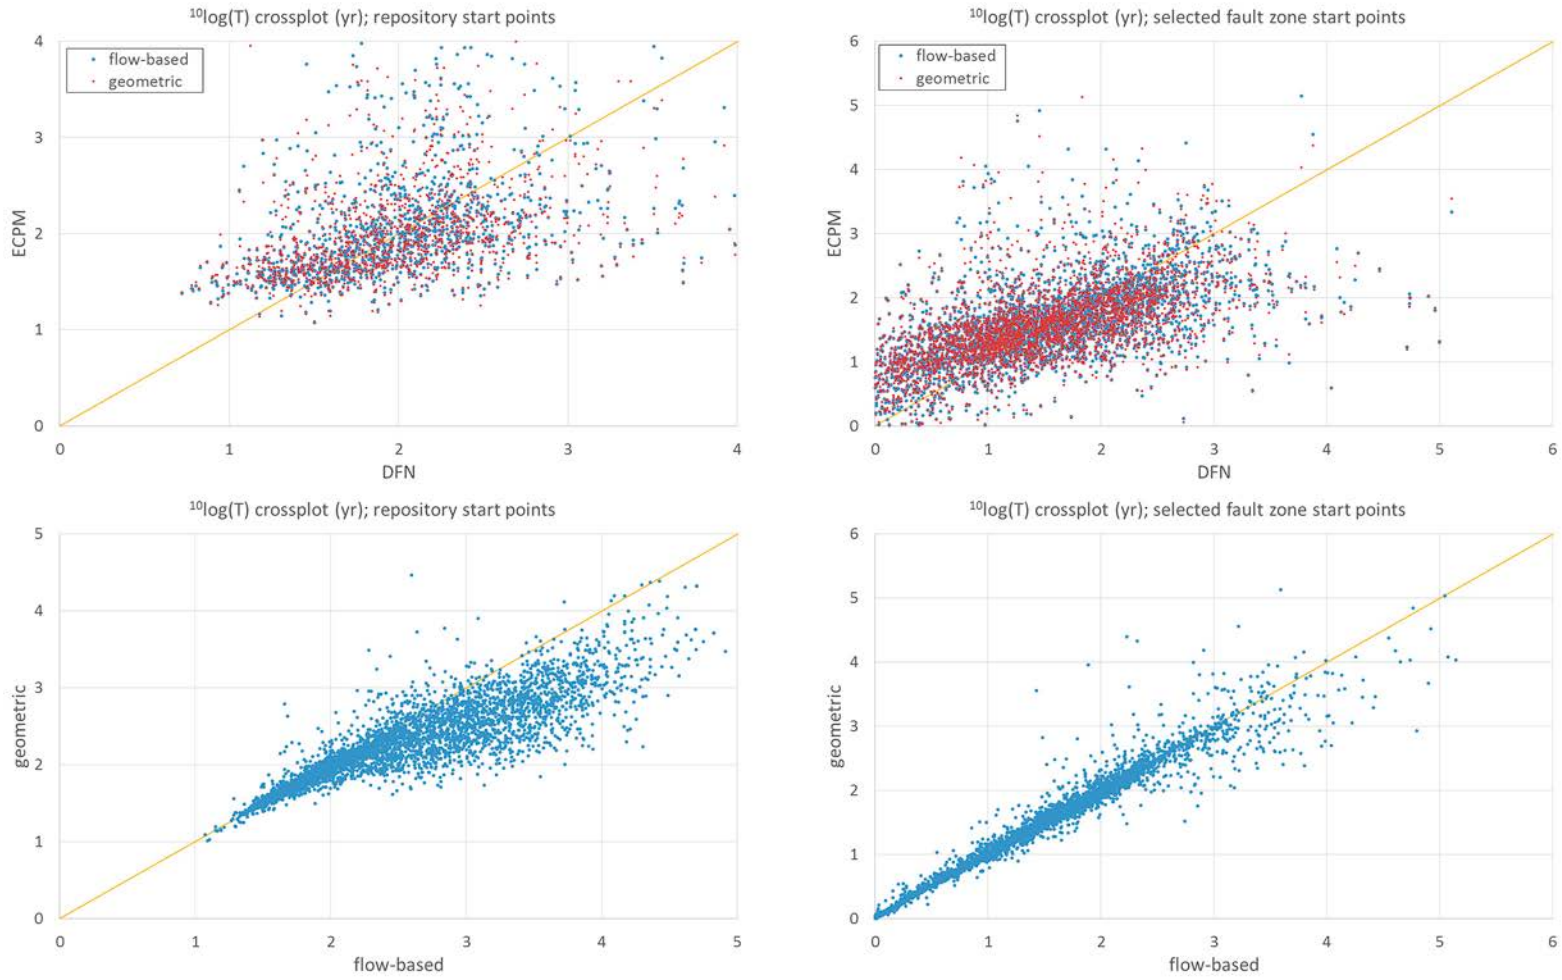 ¹⁰log(T) crossplot (yr); repository start points
4
3
2
1
0
ECPM
flow-based
geometric
0 1 2 3 4
DFN
¹⁰log(T) crossplot (yr); selected fault zone start points
6
5
4
3
2
1
0
ECPM
flow-based
geometric
0 1 2 3 4 5 6
DFN
¹⁰log(T) crossplot (yr); repository start points
5
4
3
2
1
0
geometric
0 1 2 3 4 5
flow-based
¹⁰log(T) crossplot (yr); selected fault zone start points
6
5
4
3
2
1
0
geometric
0 1 2 3 4 5 6
flow-based